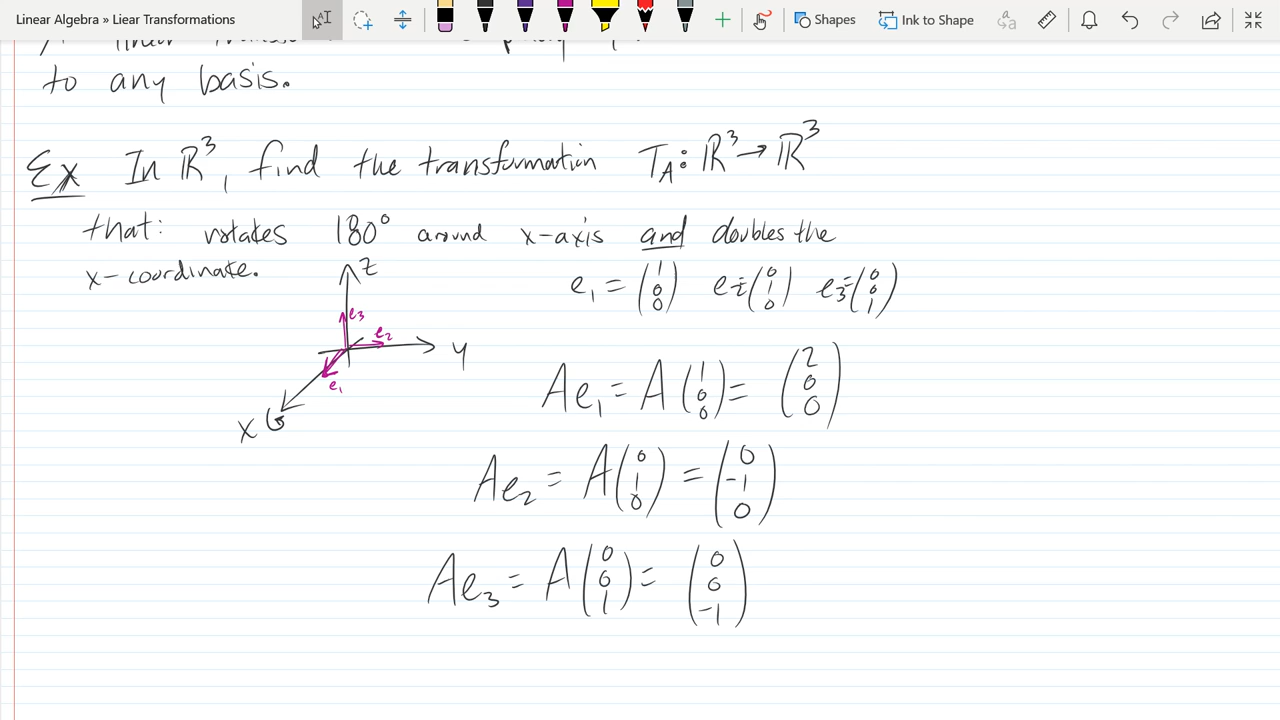 Linear Algebra » Liear Transformations
Shapes
Ink to Shape
linear
to any basis.
Ex In ℝ³, find the transformation T_A: ℝ³→ℝ³
that: rotates 180° around x-axis and doubles the
x-coordinate.
z
e₁ = (1 0 0) e₂=(0 1 0) e₃=(0 0 1)
e₃
e₂
y
e₁
x
Ae₁ = A(1 0 0) = (2 0 0)
Ae₂ = A(0 1 0) = (0 -1 0)
Ae₃ = A(0 0 1) = (0 0 -1)